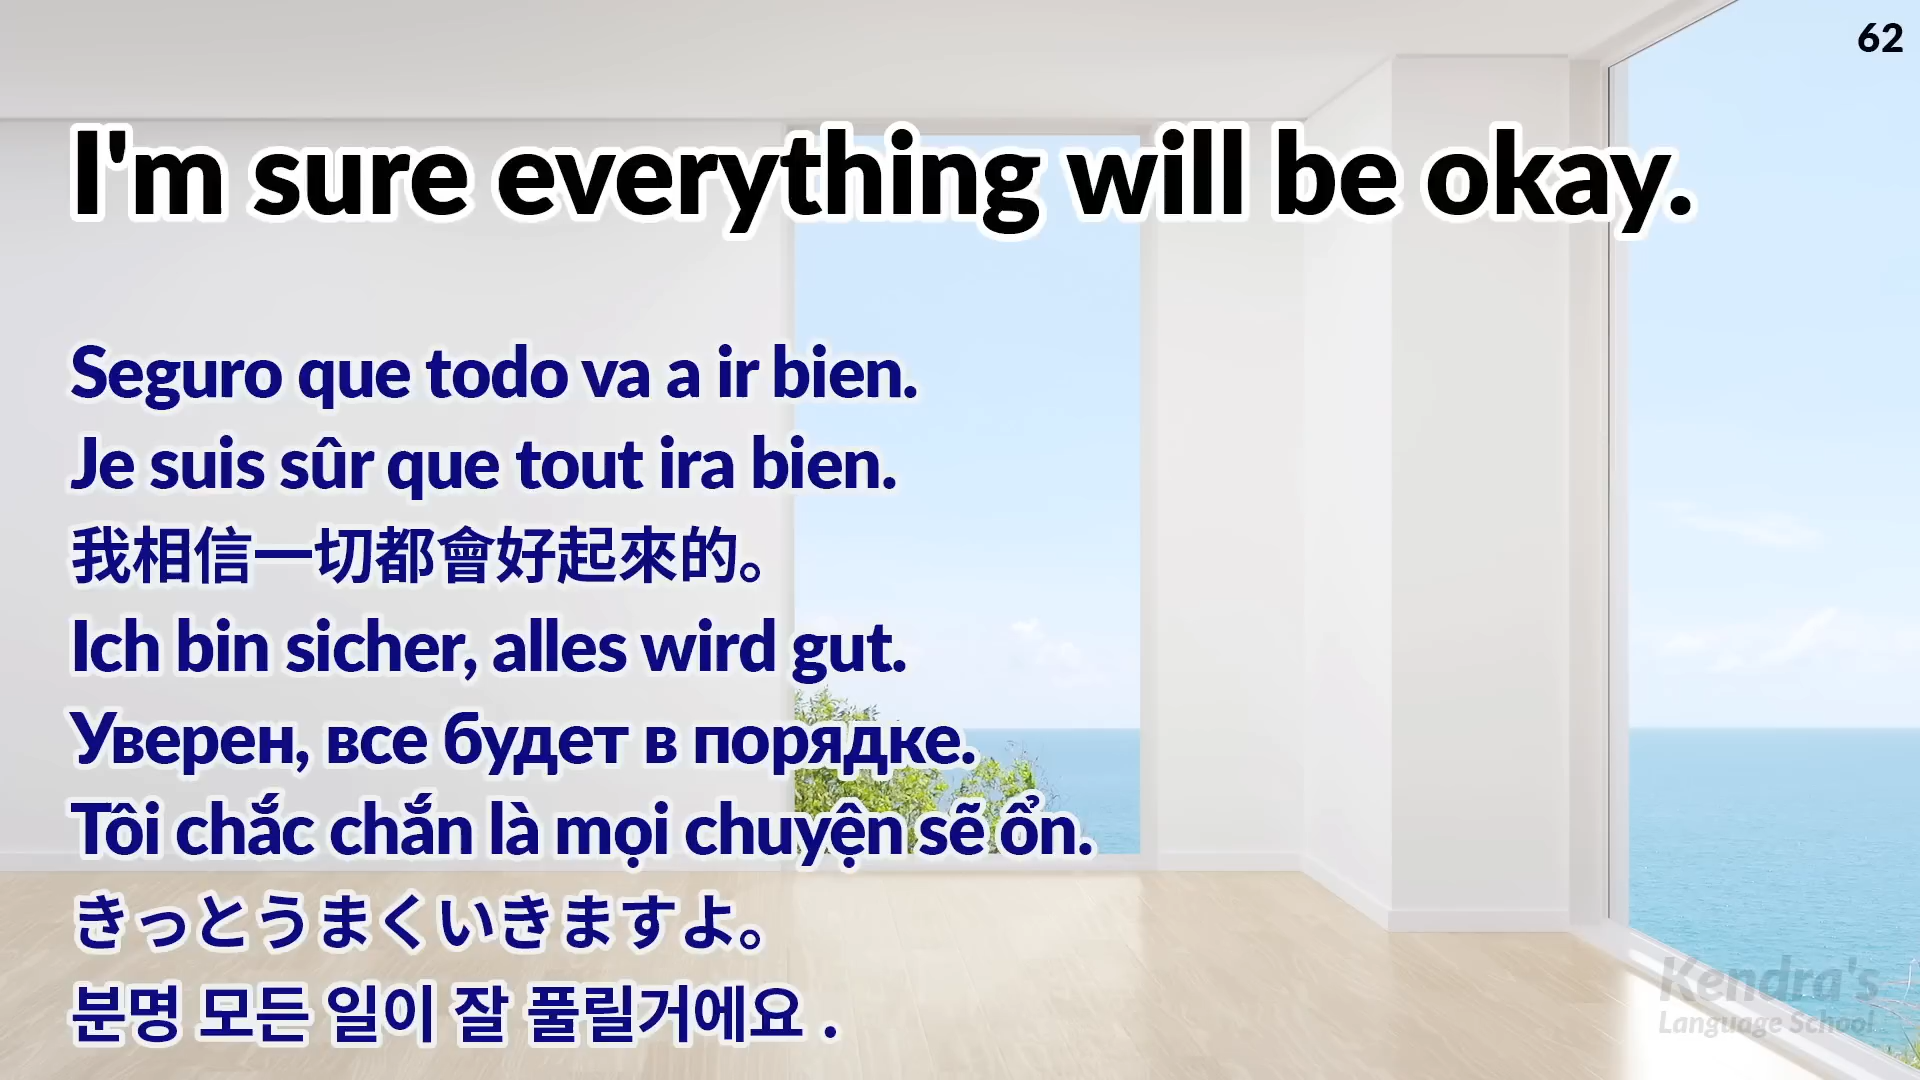 62
I'm sure everything will be okay.
Seguro que todo va a ir bien.
Je suis sûr que tout ira bien.
我相信一切都會好起來的。
Ich bin sicher, alles wird gut.
Уверен, все будет в порядке.
Tôi chắc chắn là mọi chuyện sẽ ổn.
きっとうまくいきますよ。
분명 모든 일이 잘 풀릴거에요 .
Kendra's
Language School